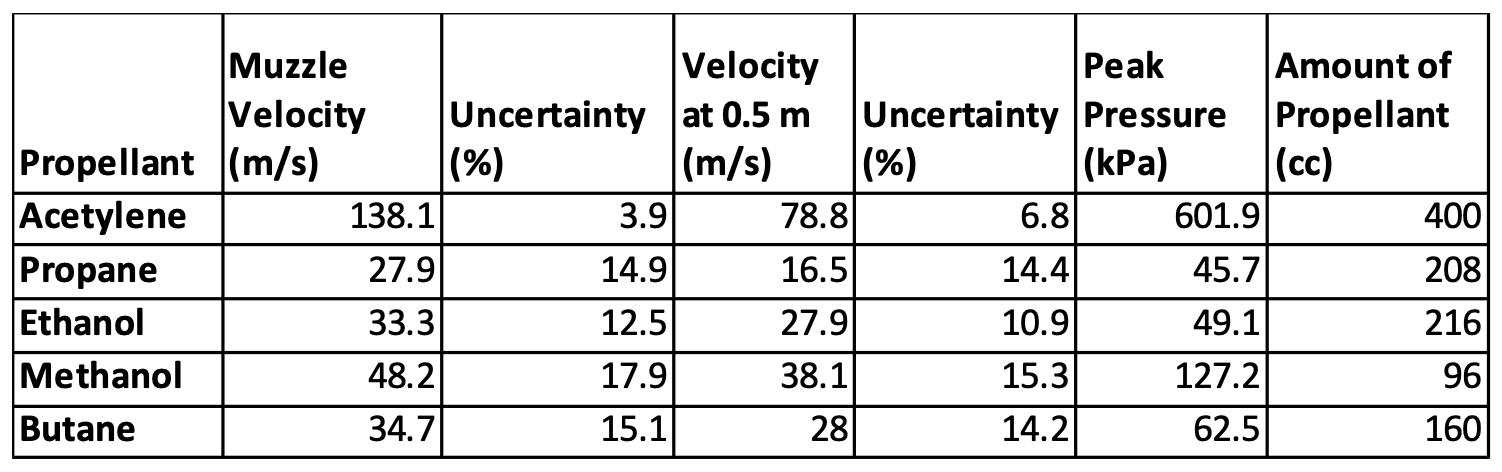 Propellant Muzzle Velocity (m/s) Uncertainty (%) Velocity at 0.5 m (m/s) Uncertainty (%) Peak Pressure (kPa) Amount of Propellant (cc)
Acetylene 138.1 3.9 78.8 6.8 601.9 400
Propane 27.9 14.9 16.5 14.4 45.7 208
Ethanol 33.3 12.5 27.9 10.9 49.1 216
Methanol 48.2 17.9 38.1 15.3 127.2 96
Butane 34.7 15.1 28 14.2 62.5 160